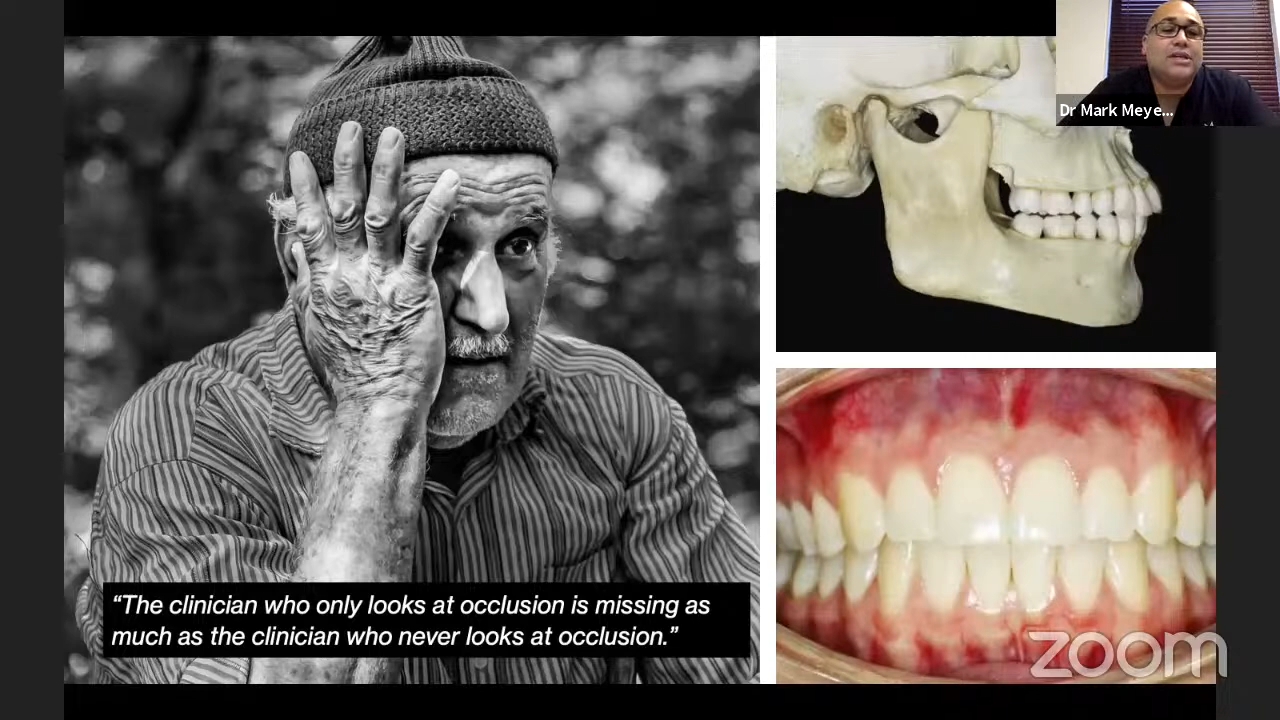 Dr Mark Meye...
“The clinician who only looks at occlusion is missing as
much as the clinician who never looks at occlusion.”
zoom